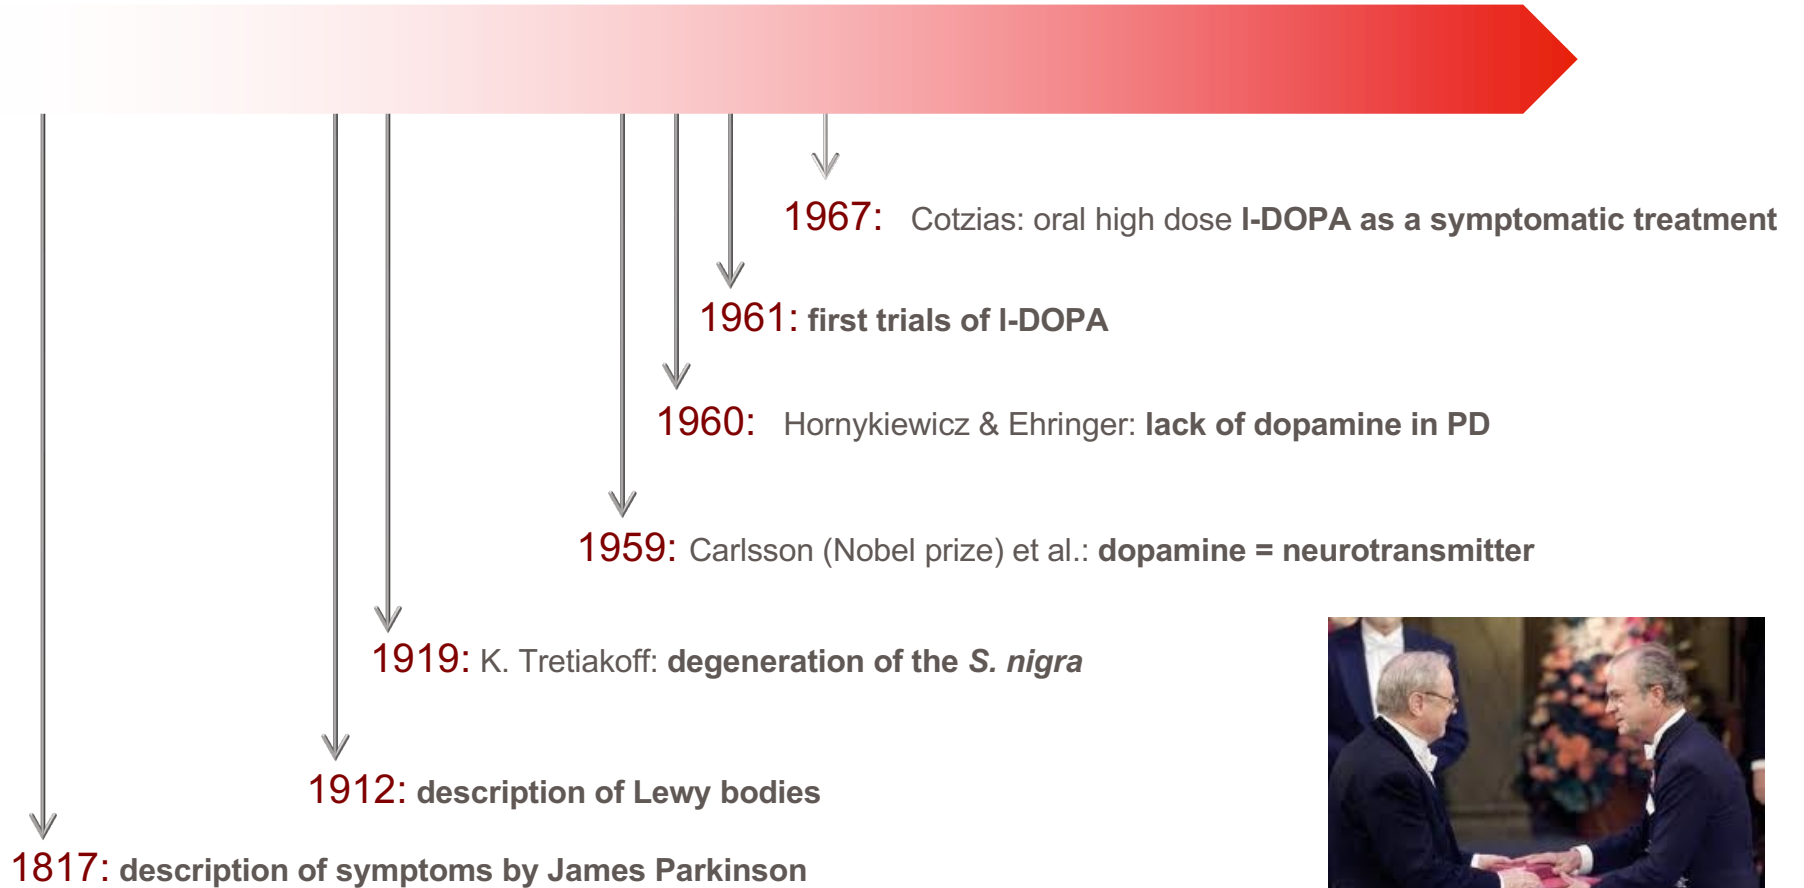 1967: Cotzias: oral high dose l-DOPA as a symptomatic treatment
1961: first trials of l-DOPA
1960: Hornykiewicz & Ehringer: lack of dopamine in PD
1959: Carlsson (Nobel prize) et al.: dopamine = neurotransmitter
1919: K. Tretiakoff: degeneration of the S. nigra
1912: description of Lewy bodies
1817: description of symptoms by James Parkinson